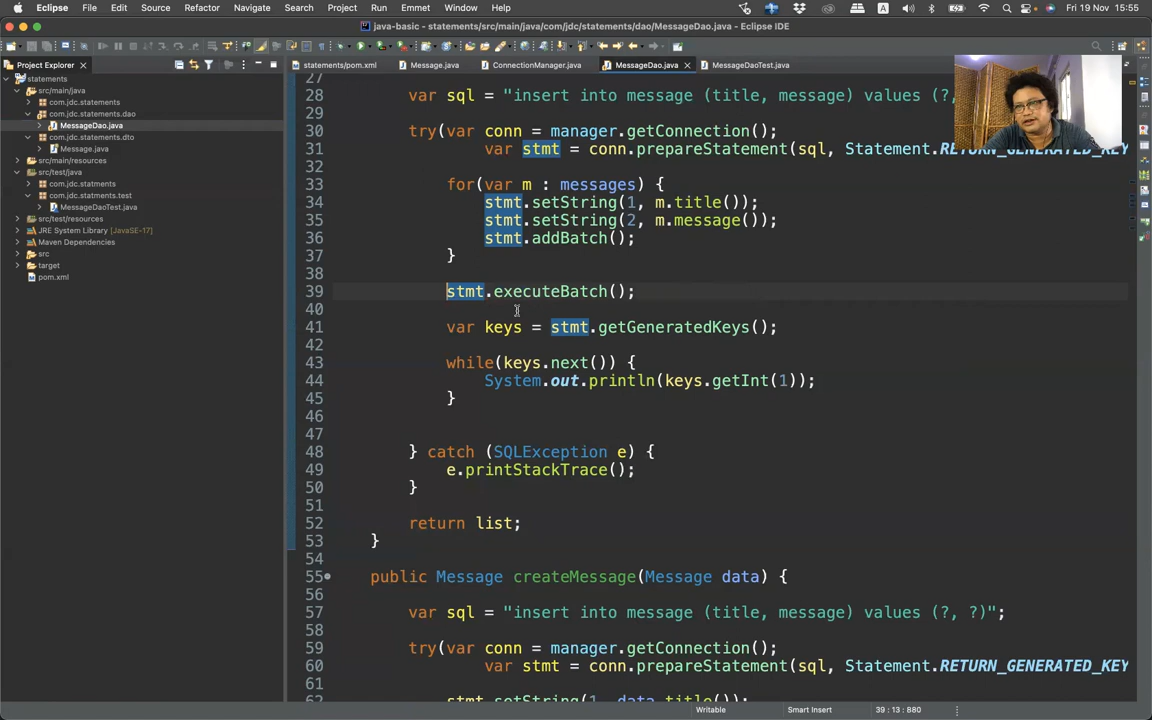 Eclipse File Edit Source Refactor Navigate Search Project Run Emmet Window Help
A
Fri 19 Nov 15:55
java-basic - statements/src/main/java/com/jdc/statements/dao/MessageDao.java - Eclipse IDE
Project Explorer
statements/pom.xml
Message.java
ConnectionManager.java
MessageDao.java
MessageDaoTest.java
statements
src/main/java
com.jdc.statements
com.jdc.statements.dao
MessageDao.java
com.jdc.statements.dto
Message.java
src/main/resources
src/test/java
com.jdc.statements
com.jdc.statements.test
MessageDaoTest.java
src/test/resources
JRE System Library [JavaSE-17]
Maven Dependencies
src
target
pom.xml
27
28 var sql = "insert into message (title, message) values (?,
29
30 try(var conn = manager.getConnection();
31 var stmt = conn.prepareStatement(sql, Statement.RETURN_GENERATED_KEY
32
33 for(var m : messages) {
34 stmt.setString(1, m.title());
35 stmt.setString(2, m.message());
36 stmt.addBatch();
37 }
38
39 stmt.executeBatch();
40
41 var keys = stmt.getGeneratedKeys();
42
43 while(keys.next()) {
44 System.out.println(keys.getInt(1));
45 }
46
47
48 } catch (SQLException e) {
49 e.printStackTrace();
50 }
51
52 return list;
53 }
54
55 public Message createMessage(Message data) {
56
57 var sql = "insert into message (title, message) values (?, ?)";
58
59 try(var conn = manager.getConnection();
60 var stmt = conn.prepareStatement(sql, Statement.RETURN_GENERATED_KEY
61
62 stmt.setString(1, data.title());
Writable
Smart Insert
39 : 13 : 880